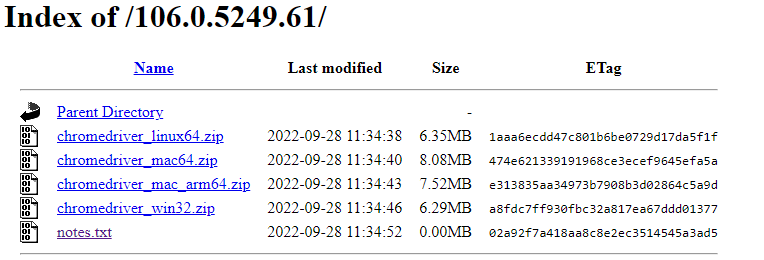 Index of /106.0.5249.61/
Name Last modified Size ETag
Parent Directory -
chromedriver_linux64.zip 2022-09-28 11:34:38 6.35MB 1aaa6ecdd47c801b6be0729d17da5f1f
chromedriver_mac64.zip 2022-09-28 11:34:40 8.08MB 474e621339191968ce3ecef9645efa5a
chromedriver_mac_arm64.zip 2022-09-28 11:34:43 7.52MB e313835aa34973b7908b3d02864c5a9d
chromedriver_win32.zip 2022-09-28 11:34:46 6.29MB a8fdc7ff930fbc32a817ea67ddd01377
notes.txt 2022-09-28 11:34:52 0.00MB 02a92f7a418aa8c8e2ec3514545a3ad5